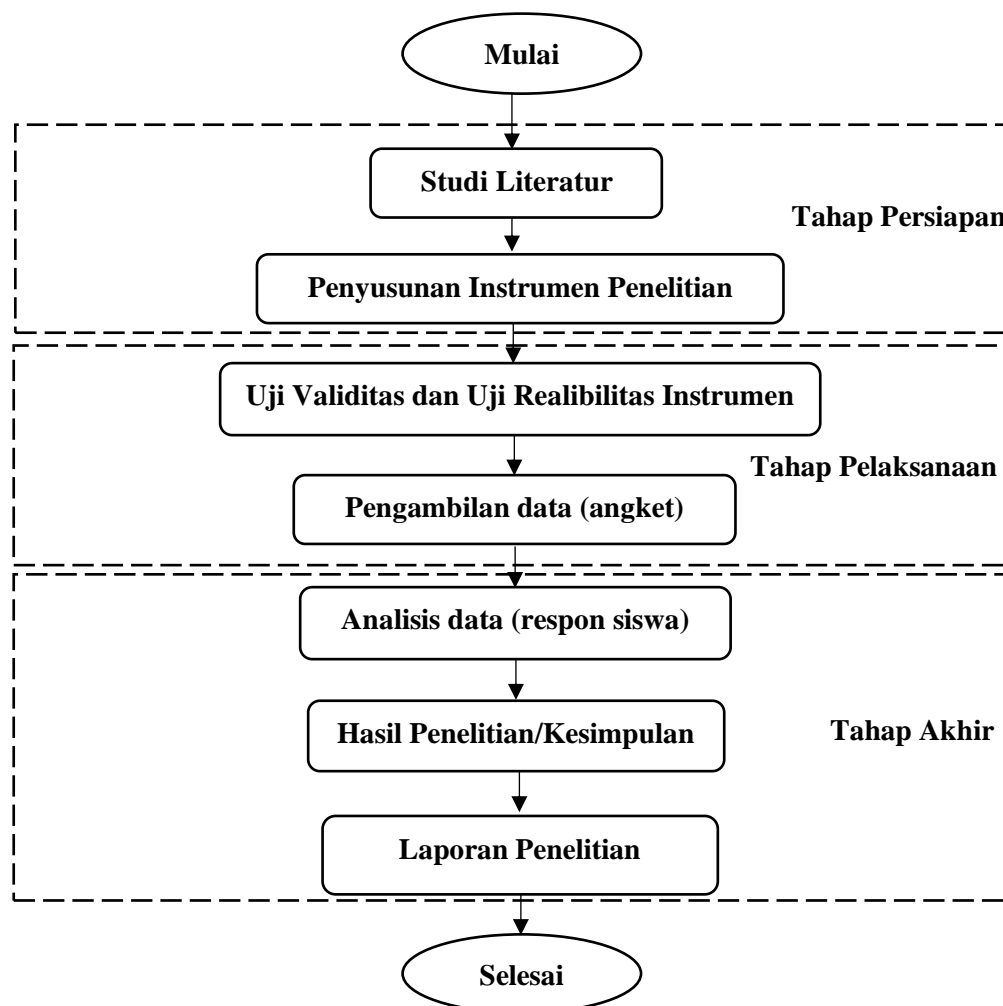 Mulai
Studi Literatur
Tahap Persiapan
Penyusunan Instrumen Penelitian
Uji Validitas dan Uji Realibilitas Instrumen
Tahap Pelaksanaan
Pengambilan data (angket)
Analisis data (respon siswa)
Hasil Penelitian/Kesimpulan
Tahap Akhir
Laporan Penelitian
Selesai